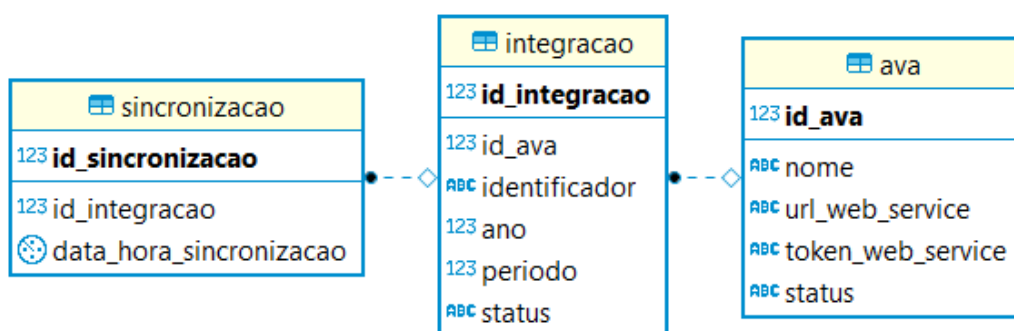 sincronizacao
123 id_sincronizacao
123 id_integracao
data_hora_sincronizacao
integracao
123 id_integracao
123 id_ava
ABC identificador
123 ano
123 periodo
ABC status
ava
123 id_ava
ABC nome
ABC url_web_service
ABC token_web_service
ABC status